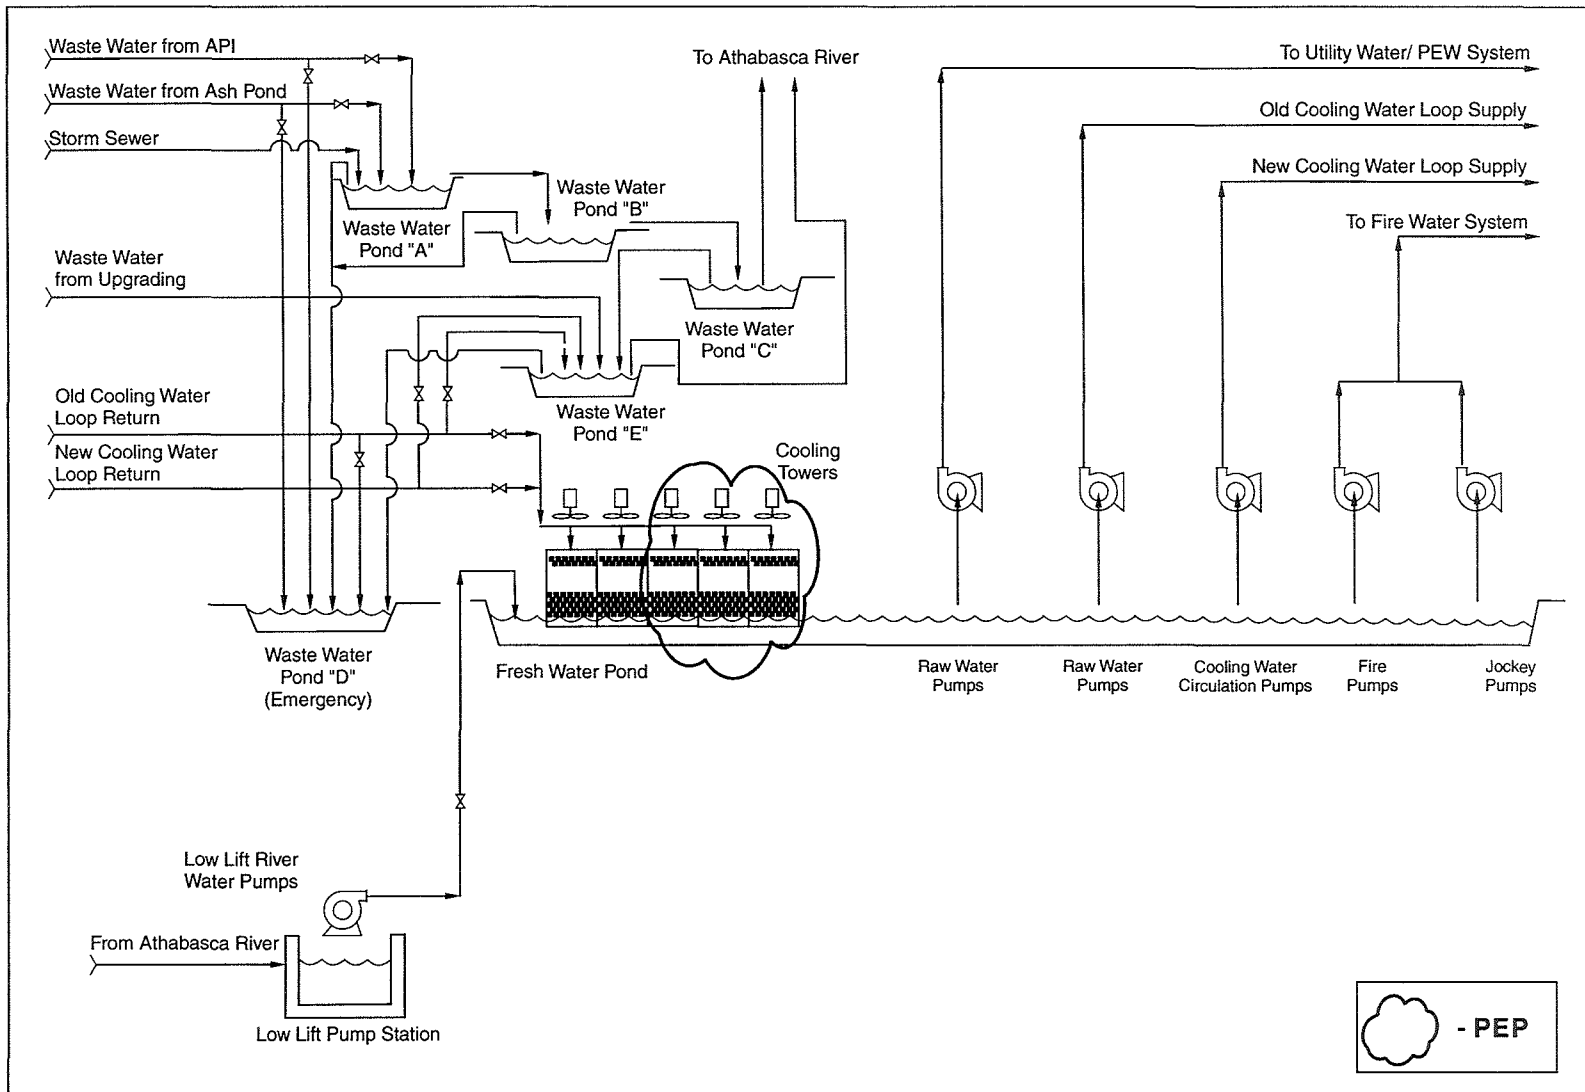 Waste Water from API
Waste Water from Ash Pond
Storm Sewer
Waste Water
from Upgrading
Old Cooling Water
Loop Return
New Cooling Water
Loop Return
To Athabasca River
Waste Water
Pond "A"
Waste Water
Pond "B"
Waste Water
Pond "C"
Waste Water
Pond "E"
Cooling
Towers
Waste Water
Pond "D"
(Emergency)
Fresh Water Pond
To Utility Water/ PEW System
Old Cooling Water Loop Supply
New Cooling Water Loop Supply
To Fire Water System
Raw Water
Pumps
Raw Water
Pumps
Cooling Water
Circulation Pumps
Fire
Pumps
Jockey
Pumps
Low Lift River
Water Pumps
From Athabasca River
Low Lift Pump Station
- PEP